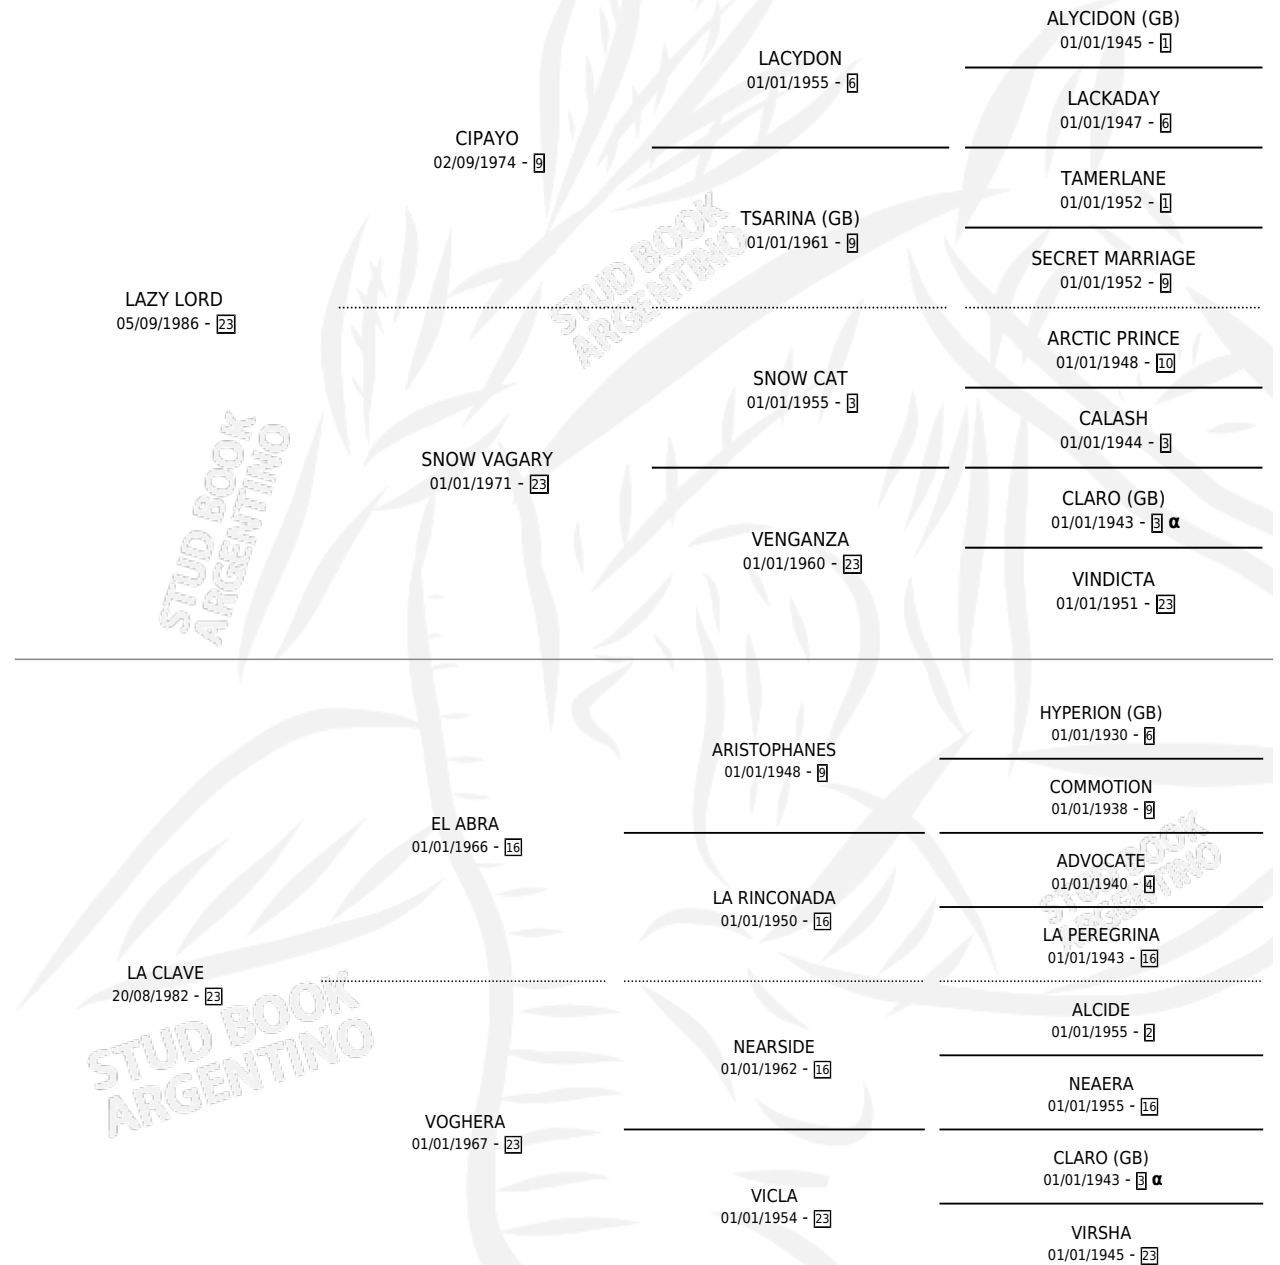 ALYCIDON (GB)
01/01/1945 - 1
LACYDON
01/01/1955 - 6
LACKADAY
01/01/1947 - 6
CIPAYO
02/09/1974 - 9
TAMERLANE
01/01/1952 - 1
TSARINA (GB)
01/01/1961 - 9
SECRET MARRIAGE
01/01/1952 - 9
LAZY LORD
05/09/1986 - 23
ARCTIC PRINCE
01/01/1948 - 10
SNOW CAT
01/01/1955 - 3
CALASH
01/01/1944 - 3
SNOW VAGARY
01/01/1971 - 23
CLARO (GB)
01/01/1943 - 3 α
VENGANZA
01/01/1960 - 23
VINDICTA
01/01/1951 - 23
HYPERION (GB)
01/01/1930 - 6
ARISTOPHANES
01/01/1948 - 9
COMMOTION
01/01/1938 - 9
EL ABRA
01/01/1966 - 16
ADVOCATE
01/01/1940 - 4
LA RINCONADA
01/01/1950 - 16
LA PEREGRINA
01/01/1943 - 16
LA CLAVE
20/08/1982 - 23
ALCIDE
01/01/1955 - 2
NEARSIDE
01/01/1962 - 16
NEAERA
01/01/1955 - 16
VOGHERA
01/01/1967 - 23
CLARO (GB)
01/01/1943 - 3 α
VICLA
01/01/1954 - 23
VIRSHA
01/01/1945 - 23
STUD BOOK
ARGENTINO
STUD BOOK
ARGENTINO
STUD BOOK
ARGENTINO
STUD BOOK
ARGENTINO